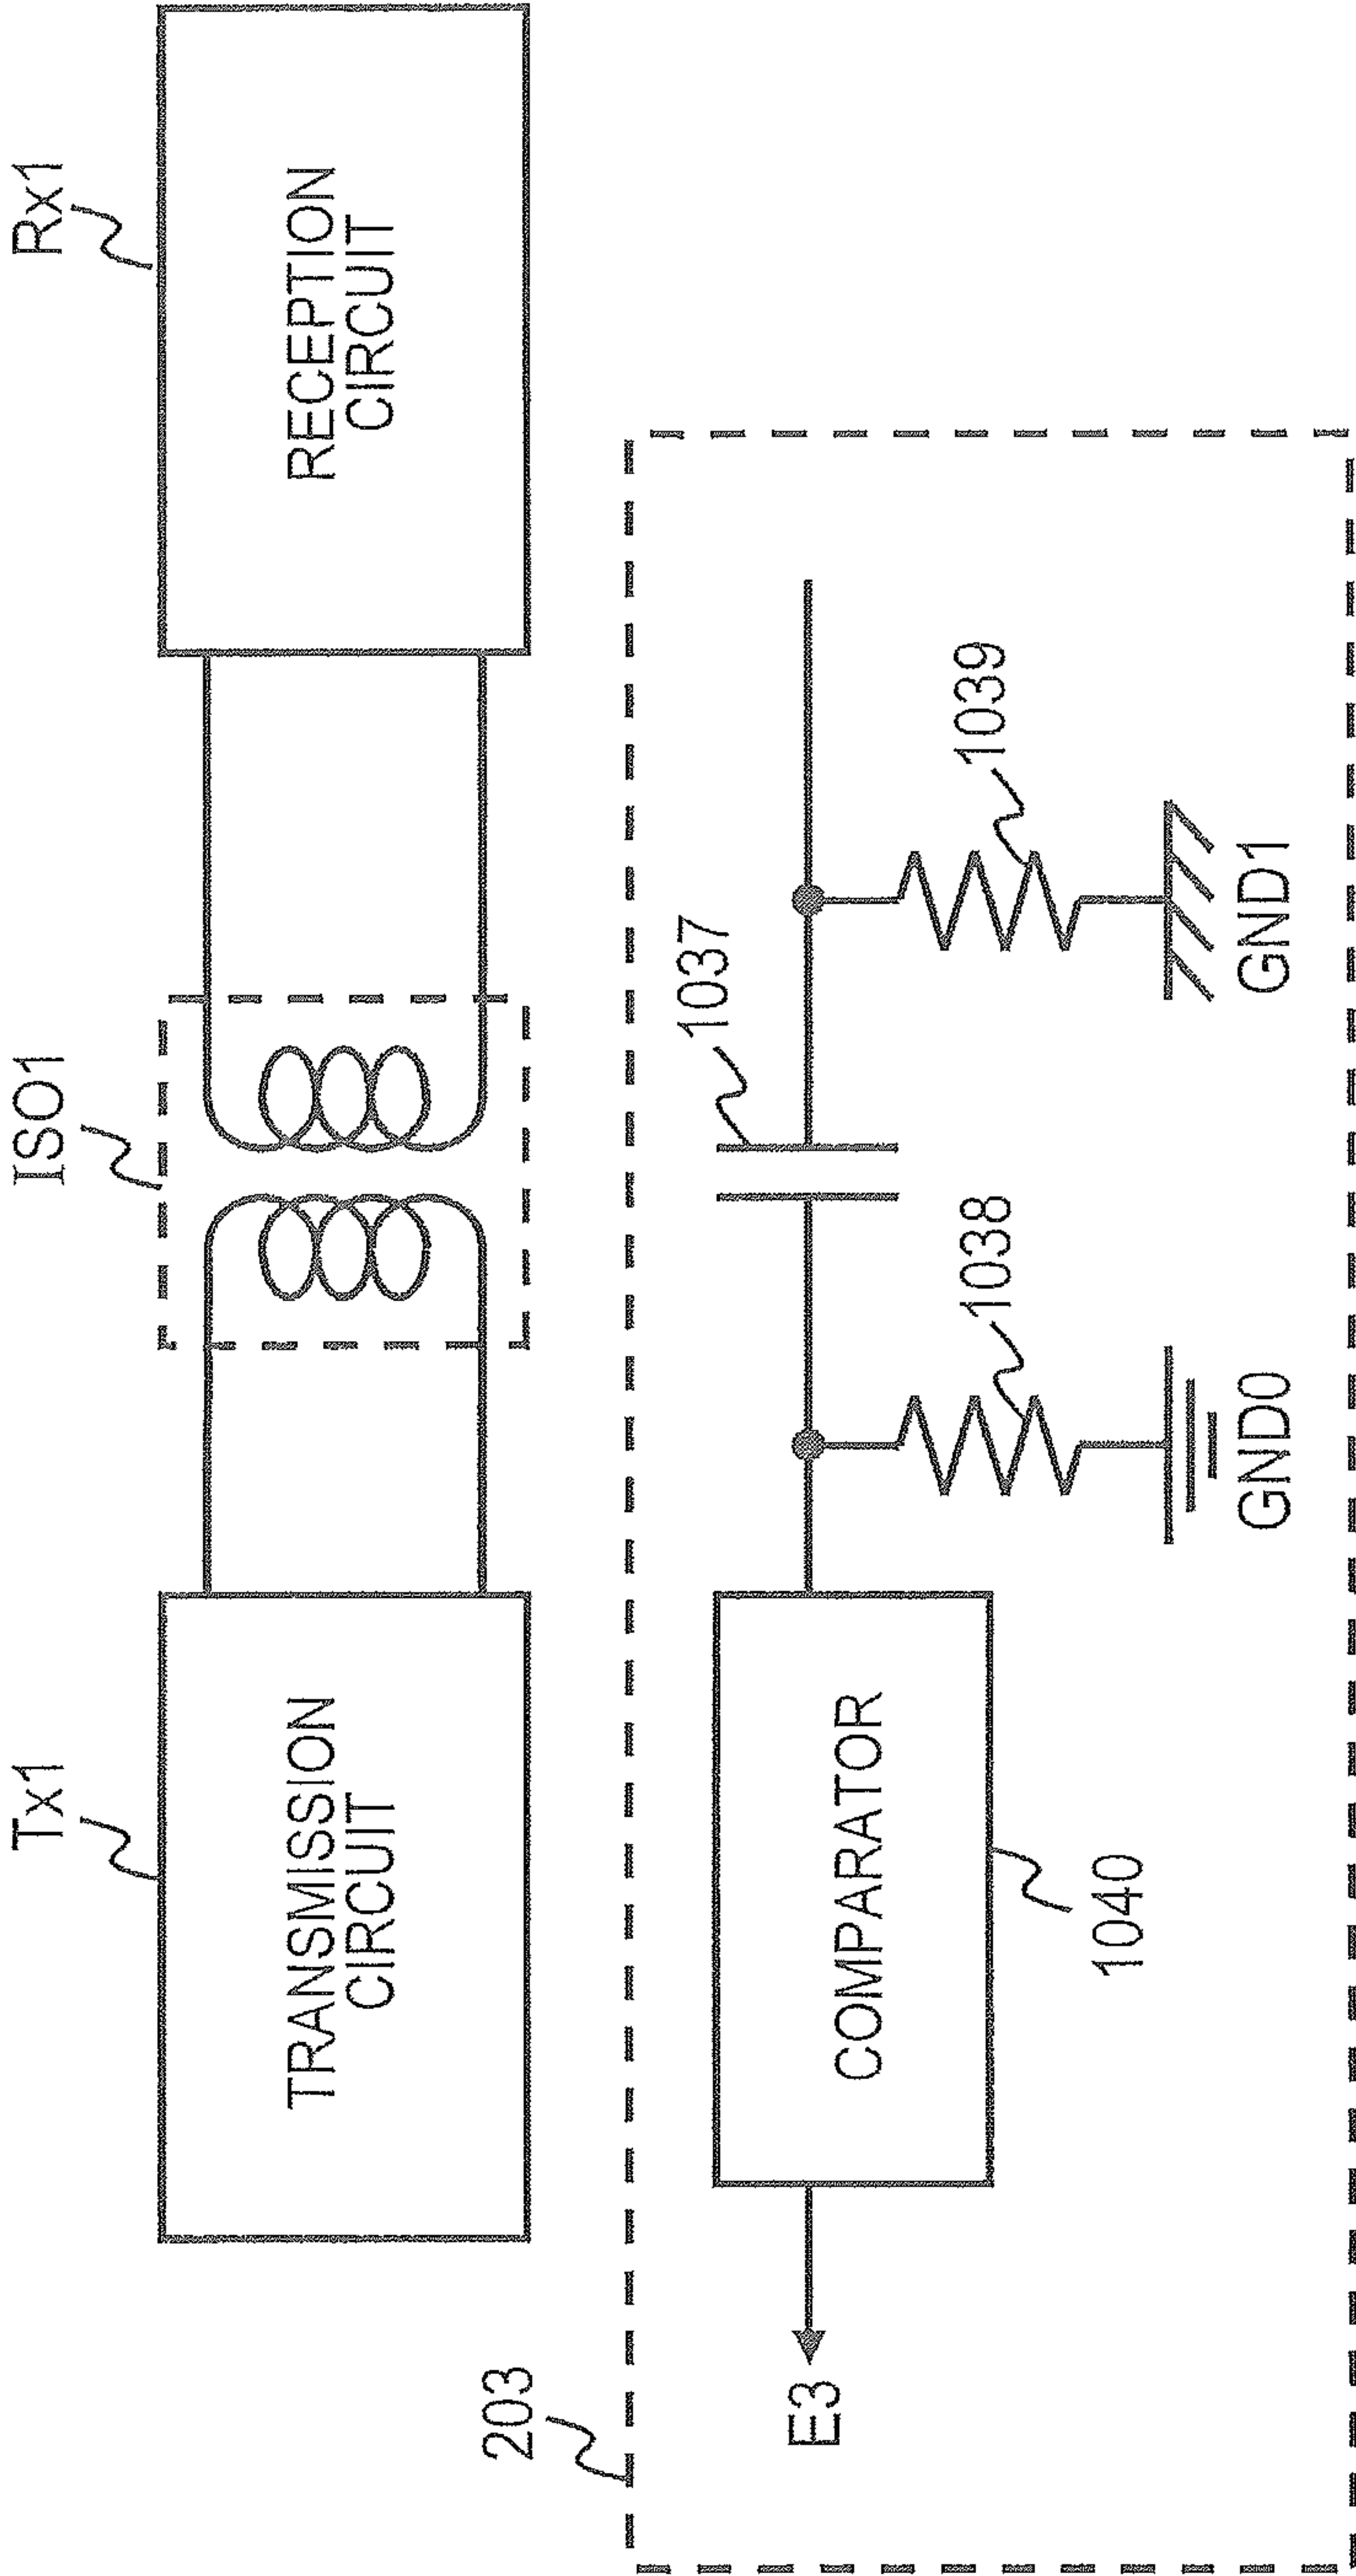 Tx1
ISO1
Rx1
TRANSMISSION
CIRCUIT
RECEPTION
CIRCUIT
203
1037
E3
COMPARATOR
1038
1039
1040
GND0
GND1